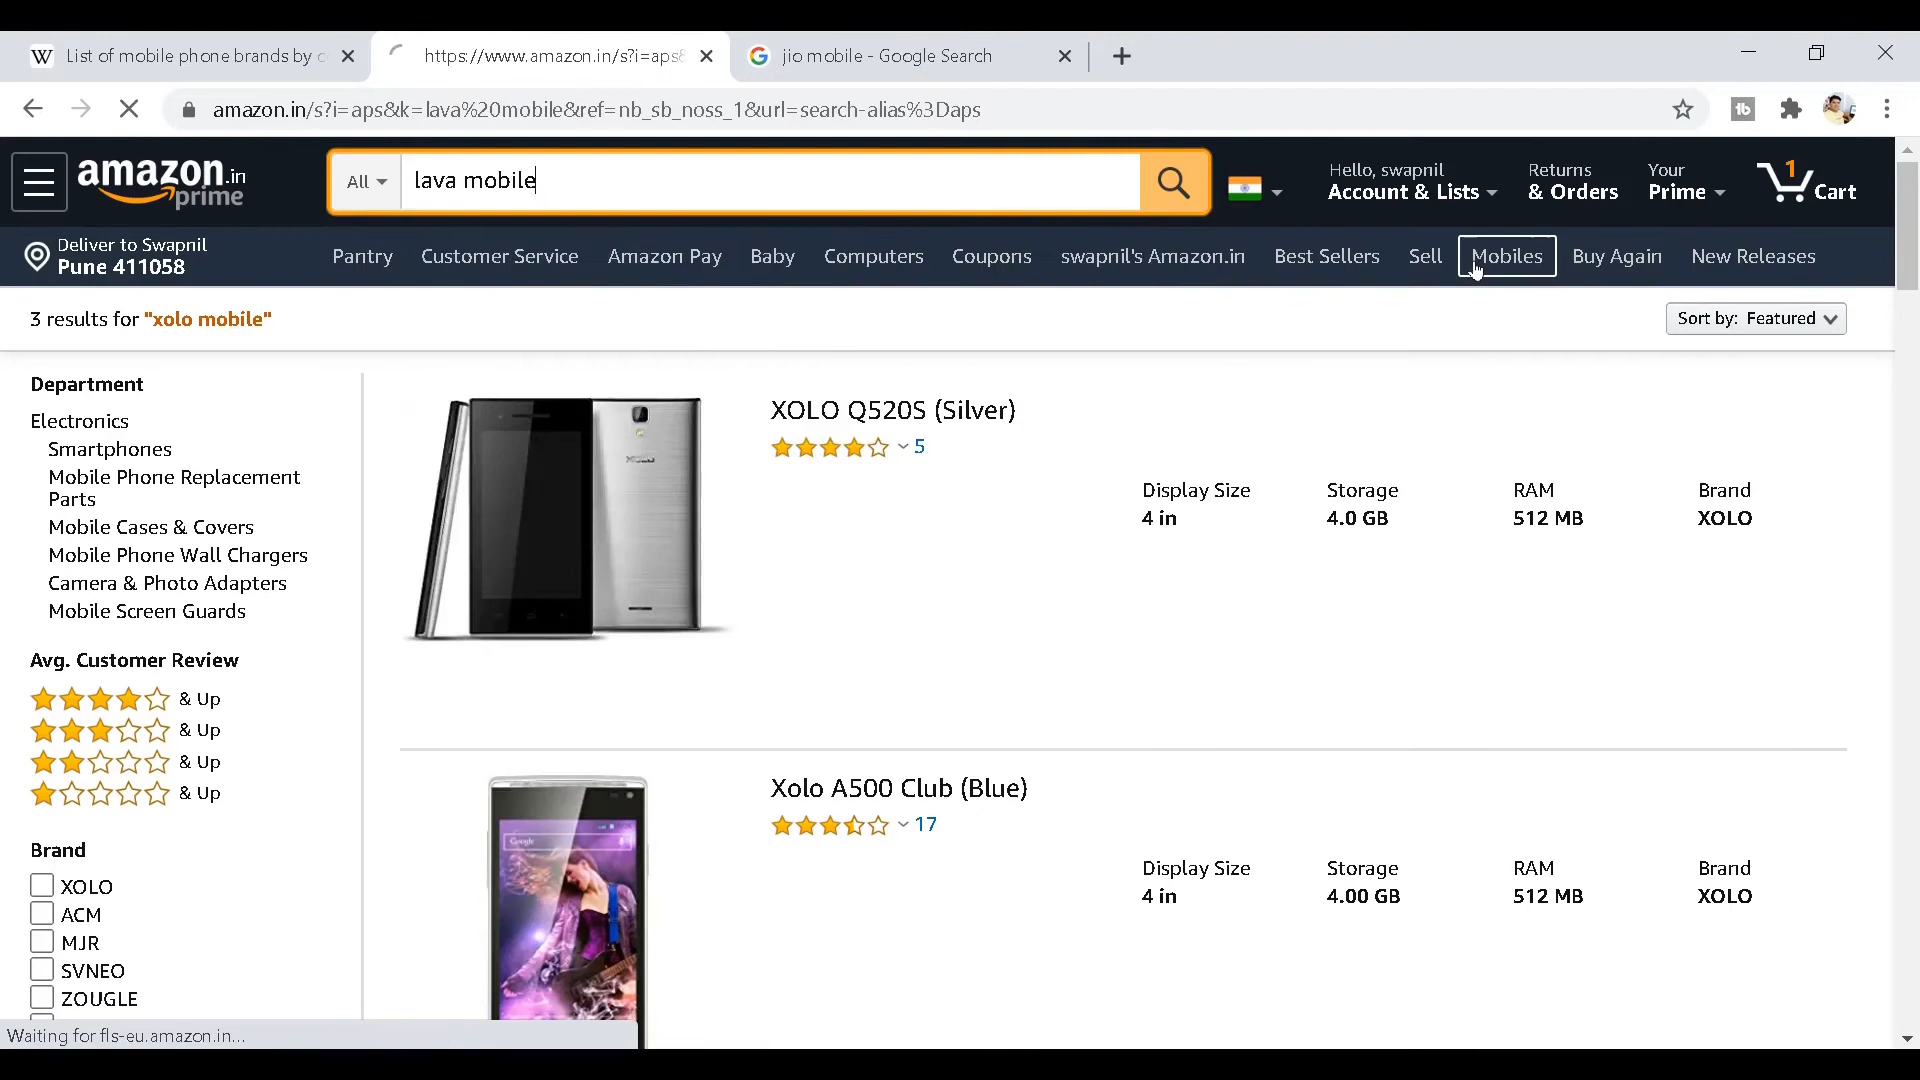 List of mobile phone brands by c
https://www.amazon.in/s?i=aps&
jio mobile - Google Search
amazon.in/s?i=aps&k=lava%20mobile&ref=nb_sb_noss_1&url=search-alias%3Daps
amazon.in
prime
All
lava mobile
Hello, swapnil
Account & Lists
Returns
& Orders
Your
Prime
1
Cart
Deliver to Swapnil
Pune 411058
Pantry
Customer Service
Amazon Pay
Baby
Computers
Coupons
swapnil's Amazon.in
Best Sellers
Sell
Mobiles
Buy Again
New Releases
3 results for "xolo mobile"
Sort by: Featured
Department
Electronics
Smartphones
Mobile Phone Replacement
Parts
Mobile Cases & Covers
Mobile Phone Wall Chargers
Camera & Photo Adapters
Mobile Screen Guards
Avg. Customer Review
& Up
& Up
& Up
& Up
Brand
XOLO
ACM
MJR
SVNEO
ZOUGLE
XOLO Q520S (Silver)
5
Display Size
4 in
Storage
4.0 GB
RAM
512 MB
Brand
XOLO
Xolo A500 Club (Blue)
17
Display Size
4 in
Storage
4.00 GB
RAM
512 MB
Brand
XOLO
Google
Waiting for fls-eu.amazon.in...